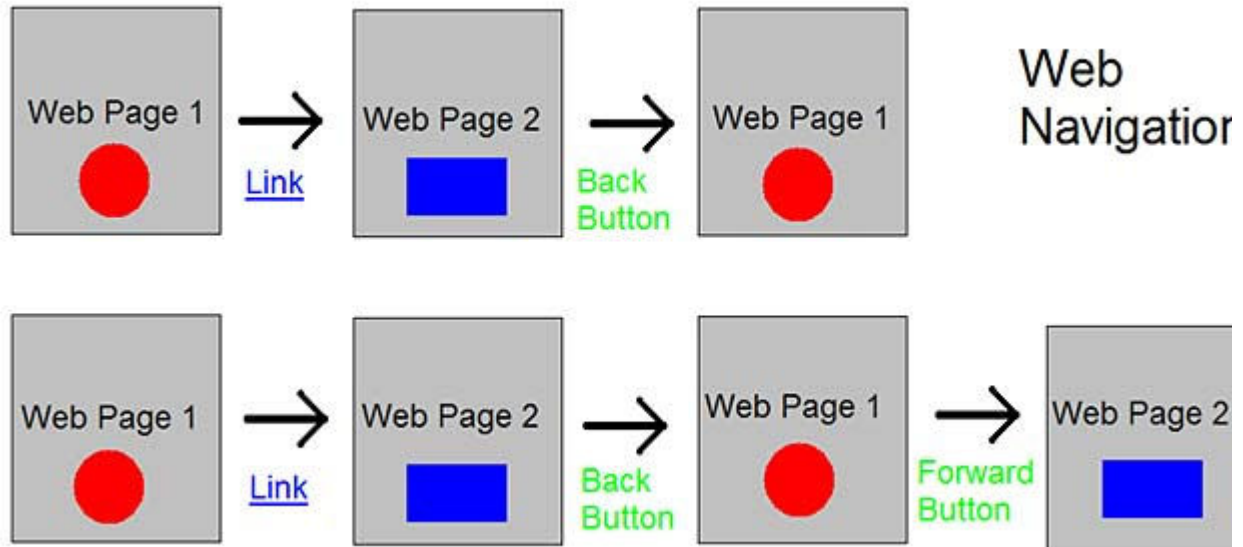 Web
Navigation
Web Page 1
Link
Web Page 2
Back
Button
Web Page 1
Web Page 1
Link
Web Page 2
Back
Button
Web Page 1
Forward
Button
Web Page 2